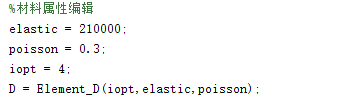 %材料属性编辑
elastic = 210000;
poisson = 0.3;
iopt = 4;
D = Element_D(iopt,elastic,poisson);